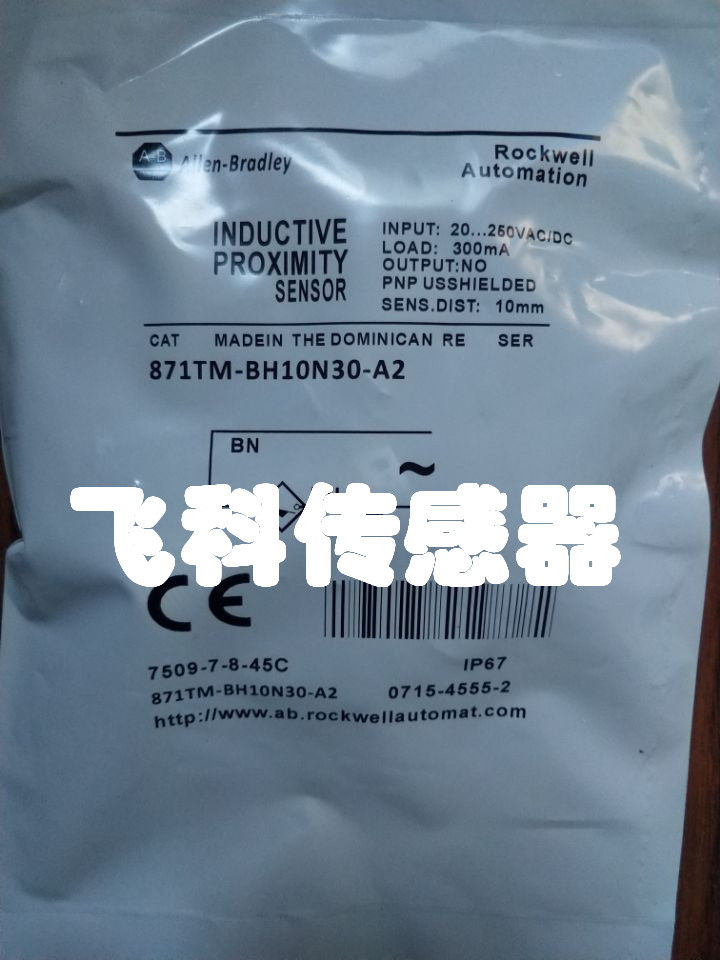 A-B Allen-Bradley
Rockwell
Automation
INDUCTIVE
PROXIMITY
SENSOR
INPUT: 20...250VAC/DC
LOAD: 300mA
OUTPUT:NO
PNP USSHIELDED
SENS.DIST: 10mm
CAT MADEIN THE DOMINICAN RE SER
871TM-BH10N30-A2
BN
~
飞科传感器
CE
7509-7-8-45C IP67
871TM-BH10N30-A2 0715-4555-2
http://www.ab.rockwellautomat.com